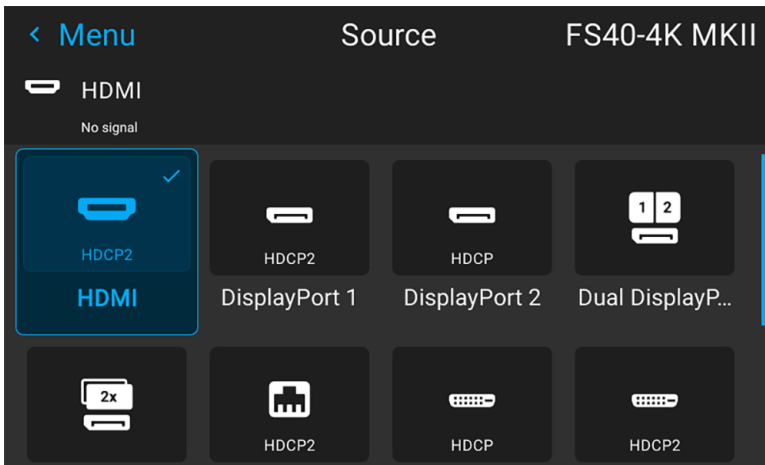 Menu
Source
FS40-4K MKII
HDMI
No signal
HDCP2
HDMI
HDCP2
DisplayPort 1
HDCP
DisplayPort 2
1 2
Dual DisplayP...
2x
HDCP2
HDCP
HDCP2